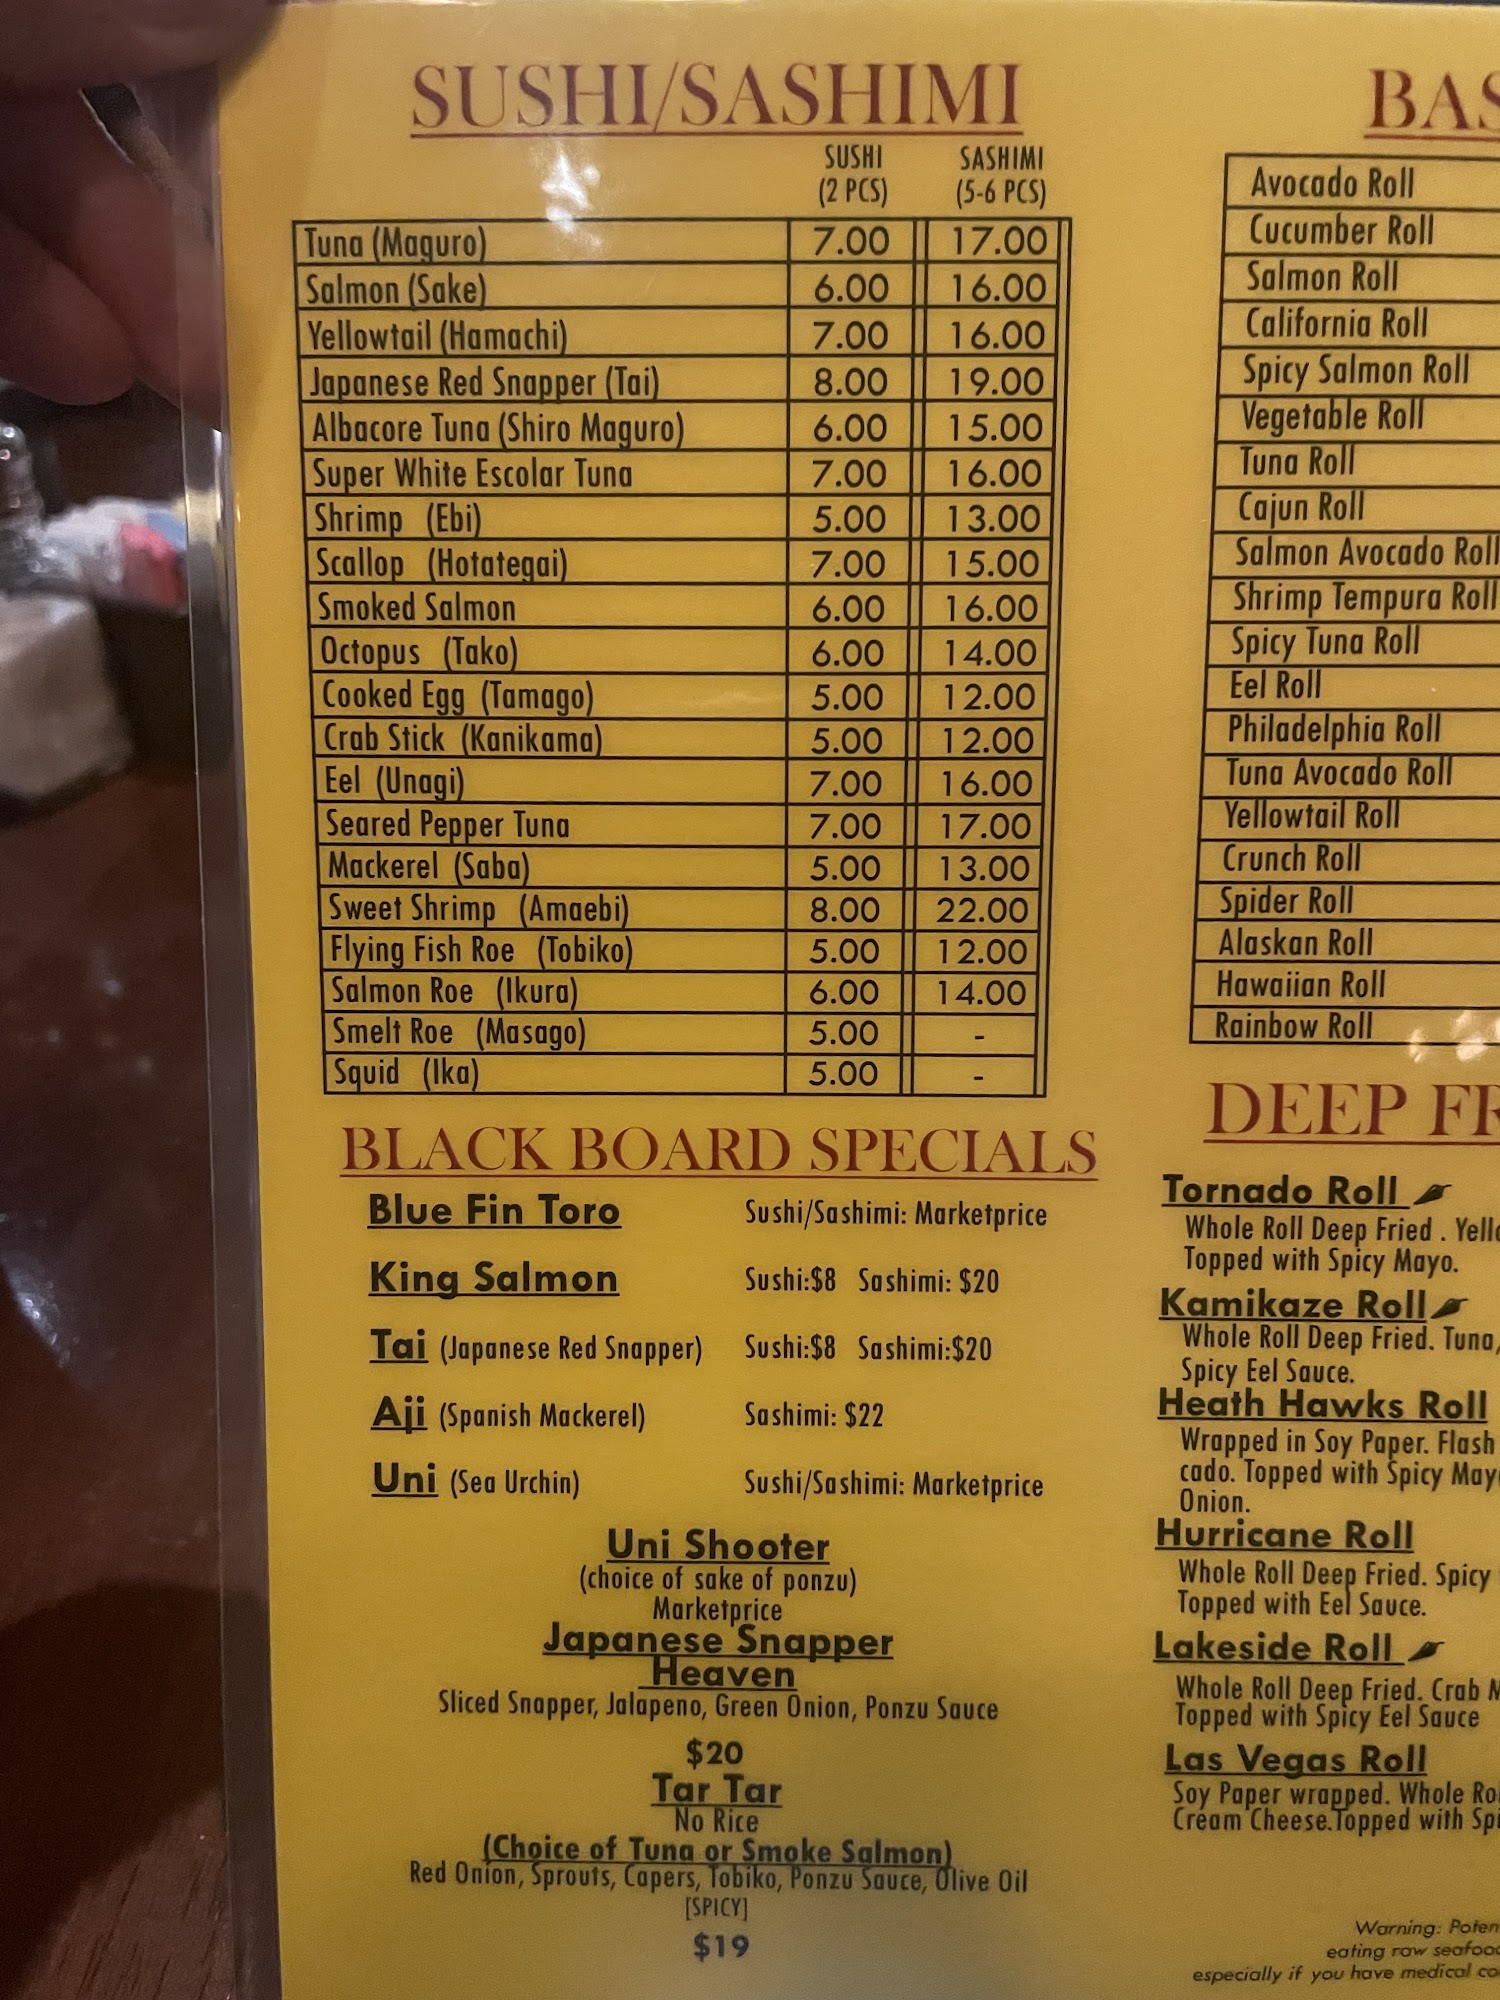 SUSHI/SASHIMI
SUSHI SASHIMI
(2 PCS) (5-6 PCS)
Tuna (Maguro) 7.00 17.00
Salmon (Sake) 6.00 16.00
Yellowtail (Hamachi) 7.00 16.00
Japanese Red Snapper (Tai) 8.00 19.00
Albacore Tuna (Shiro Maguro) 6.00 15.00
Super White Escolar Tuna 7.00 16.00
Shrimp (Ebi) 5.00 13.00
Scallop (Hotategai) 7.00 15.00
Smoked Salmon 6.00 16.00
Octopus (Tako) 6.00 14.00
Cooked Egg (Tamago) 5.00 12.00
Crab Stick (Kanikama) 5.00 12.00
Eel (Unagi) 7.00 16.00
Seared Pepper Tuna 7.00 17.00
Mackerel (Saba) 5.00 13.00
Sweet Shrimp (Amaebi) 8.00 22.00
Flying Fish Roe (Tobiko) 5.00 12.00
Salmon Roe (Ikura) 6.00 14.00
Smelt Roe (Masago) 5.00 -
Squid (Ika) 5.00 -
BLACK BOARD SPECIALS
Blue Fin Toro Sushi/Sashimi: Marketprice
King Salmon Sushi:$8 Sashimi: $20
Tai (Japanese Red Snapper) Sushi:$8 Sashimi:$20
Aji (Spanish Mackerel) Sashimi: $22
Uni (Sea Urchin) Sushi/Sashimi: Marketprice
Uni Shooter
(choice of sake of ponzu)
Marketprice
Japanese Snapper
Heaven
Sliced Snapper, Jalapeno, Green Onion, Ponzu Sauce
$20
Tar Tar
No Rice
(Choice of Tuna or Smoke Salmon)
Red Onion, Sprouts, Capers, Tobiko, Ponzu Sauce, Olive Oil
[SPICY]
$19
BAS
Avocado Roll
Cucumber Roll
Salmon Roll
California Roll
Spicy Salmon Roll
Vegetable Roll
Tuna Roll
Cajun Roll
Salmon Avocado Roll
Shrimp Tempura Roll
Spicy Tuna Roll
Eel Roll
Philadelphia Roll
Tuna Avocado Roll
Yellowtail Roll
Crunch Roll
Spider Roll
Alaskan Roll
Hawaiian Roll
Rainbow Roll
DEEP FR
Tornado Roll
Whole Roll Deep Fried . Yello
Topped with Spicy Mayo.
Kamikaze Roll
Whole Roll Deep Fried. Tuna,
Spicy Eel Sauce.
Heath Hawks Roll
Wrapped in Soy Paper. Flash
cado. Topped with Spicy May
Onion.
Hurricane Roll
Whole Roll Deep Fried. Spicy
Topped with Eel Sauce.
Lakeside Roll
Whole Roll Deep Fried. Crab M
Topped with Spicy Eel Sauce
Las Vegas Roll
Soy Paper wrapped. Whole Ro
Cream Cheese.Topped with Spi
Warning: Poten
eating raw seafood
especially if you have medical co